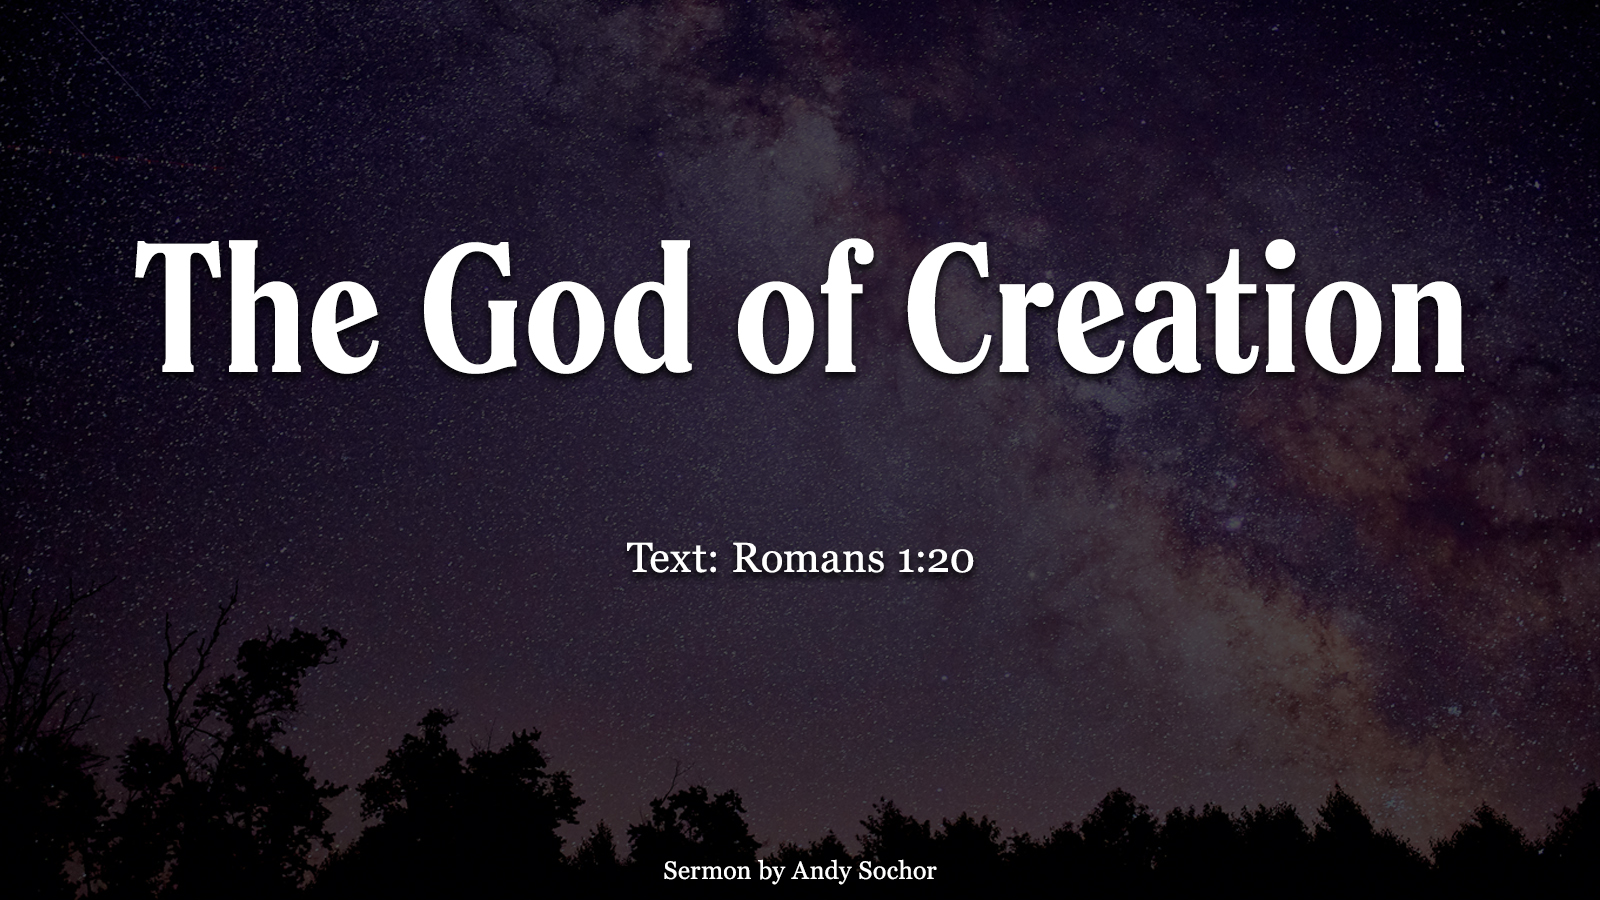 The God of Creation
Text: Romans 1:20
Sermon by Andy Sochor